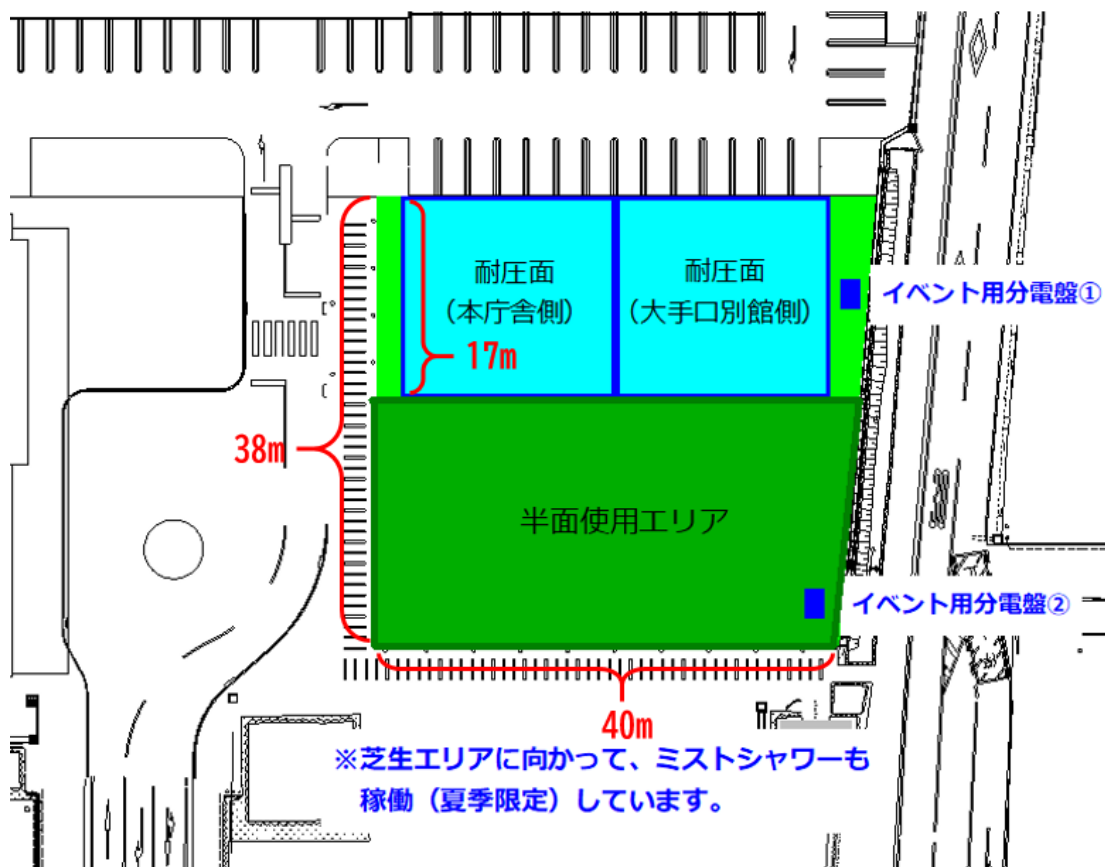 耐圧面
（本庁舎側）
耐圧面
（大手口別館側）
イベント用分電盤①
17m
38m
半面使用エリア
イベント用分電盤②
40m
※芝生エリアに向かって、ミストシャワーも
稼働（夏季限定）しています。